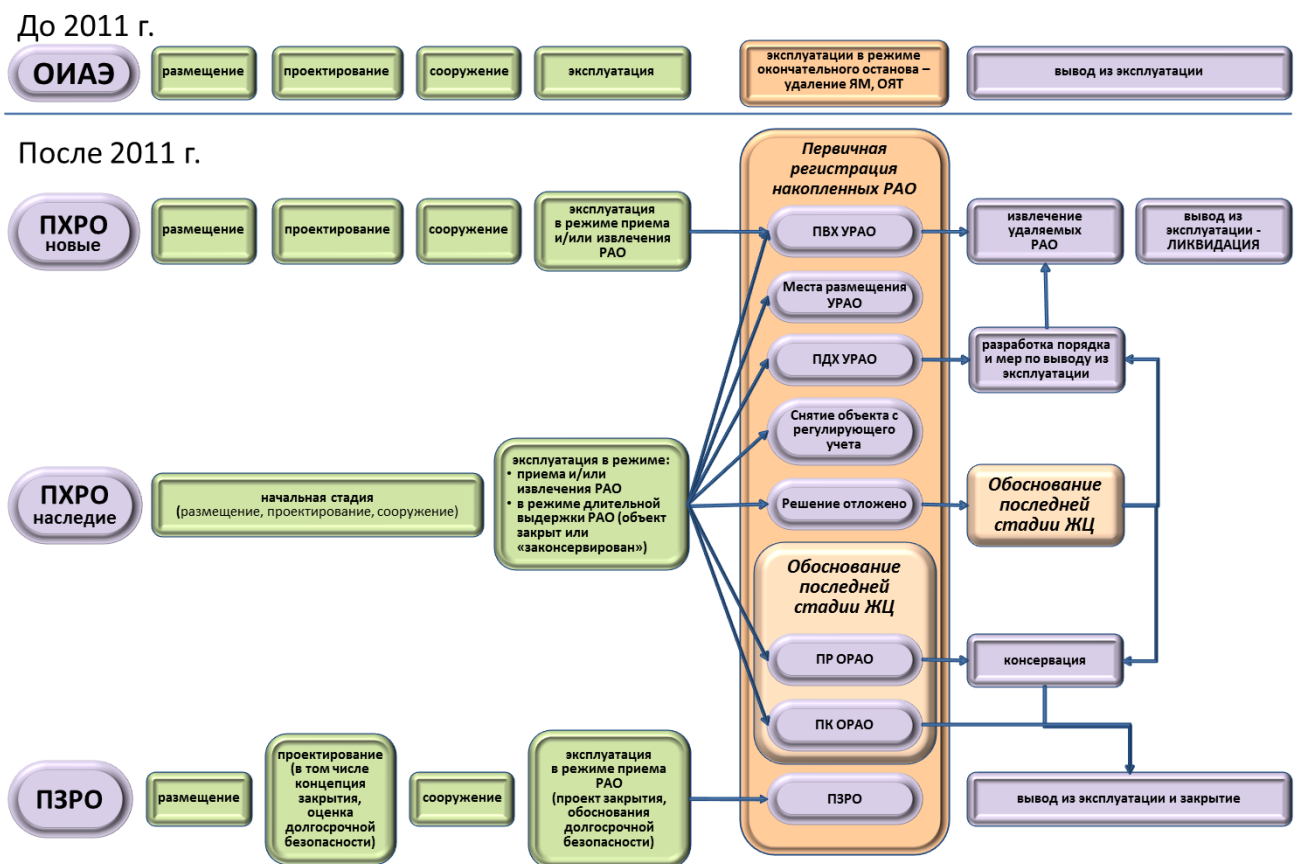 До 2011 г.
ОИАЭ
размещение
проектирование
сооружение
эксплуатация
эксплуатации в режиме
окончательного останова –
удаление ЯМ, ОЯТ
вывод из эксплуатации
После 2011 г.
Первичная
регистрация
накопленных РАО
ПХРО
новые
размещение
проектирование
сооружение
эксплуатация
в режиме приема
и/или извлечения
РАО
ПВХ УРАО
извлечение
удаляемых
РАО
вывод из
эксплуатации -
ЛИКВИДАЦИЯ
Места размещения
УРАО
ПДХ УРАО
разработка порядка
и мер по выводу из
эксплуатации
Снятие объекта с
регулирующего
учета
ПХРО
наследие
начальная стадия
(размещение, проектирование, сооружение)
эксплуатация в режиме:
• приема и/или
извлечения РАО
• в режиме длительной
выдержки РАО (объект
закрыт или
«законсервирован»)
Решение отложено
Обоснование
последней
стадии ЖЦ
Обоснование
последней
стадии ЖЦ
ПР ОРАО
консервация
ПК ОРАО
ПЗРО
размещение
проектирование
(в том числе
концепция
закрытия,
оценка
долгосрочной
безопасности)
сооружение
эксплуатация
в режиме приема
РАО
(проект закрытия,
обоснования
долгосрочной
безопасности)
ПЗРО
вывод из эксплуатации и закрытие